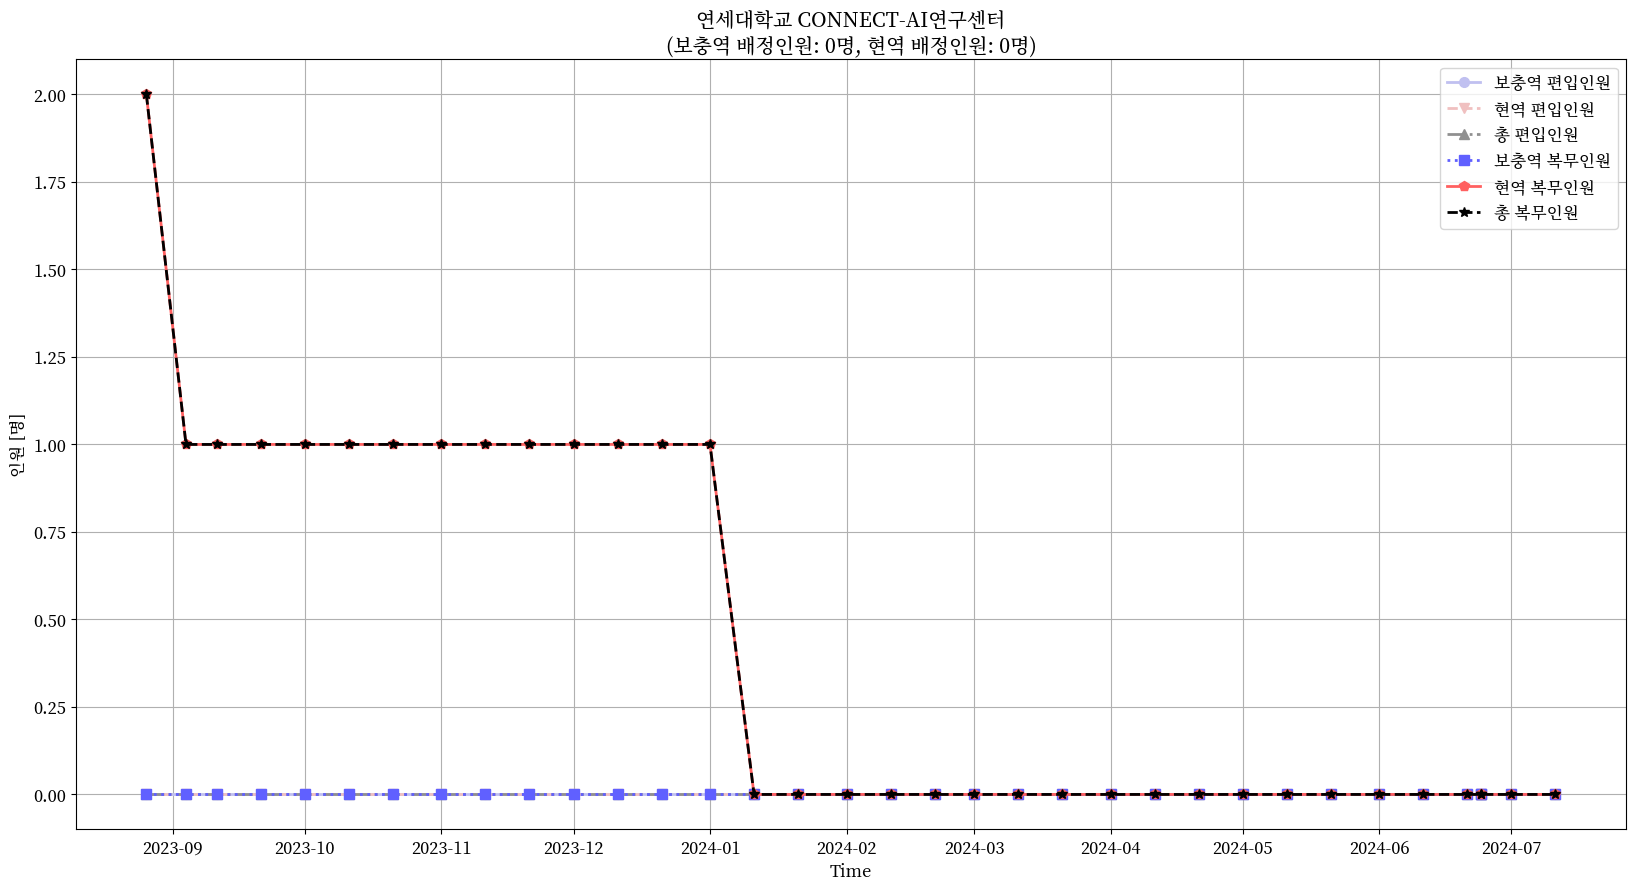 연세대학교 CONNECT-AI연구센터
(보충역 배정인원: 0명, 현역 배정인원: 0명)
보충역 편입인원
현역 편입인원
총 편입인원
보충역 복무인원
현역 복무인원
총 복무인원
2.00
1.75
1.50
1.25
1.00
0.75
0.50
0.25
0.00
인원 [명]
2023-09
2023-10
2023-11
2023-12
2024-01
2024-02
2024-03
2024-04
2024-05
2024-06
2024-07
Time